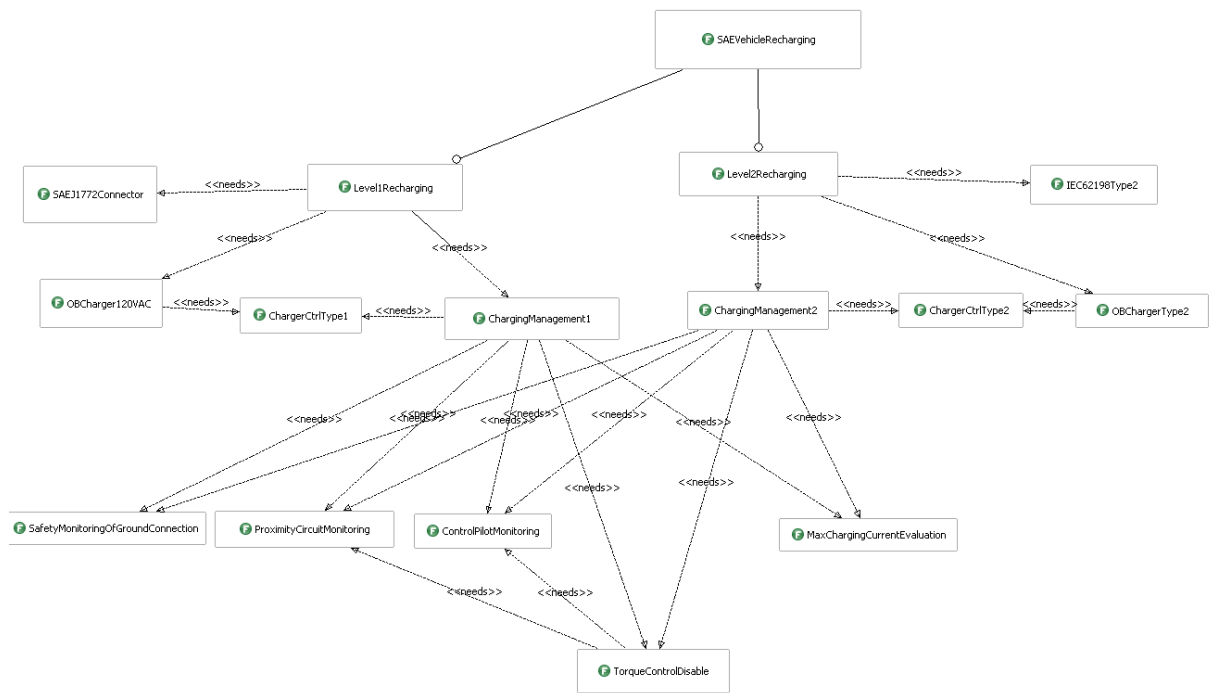 F SAEVehicleRecharging
F SAEJ1772Connector
<<needs>>
F Level1Recharging
F Level2Recharging
<<needs>>
F IEC62198Type2
<<needs>>
<<needs>>
<<needs>>
<<needs>>
F OBCharger120VAC
<<needs>>
F ChargerCtrlType1
<<needs>>
F ChargingManagement1
F ChargingManagement2
<<needs>>
F ChargerCtrlType2
<<needs>>
F OBChargerType2
<<needs>>
<<needs>>
<<needs>>
<<needs>>
<<needs>>
<<needs>>
<<needs>>
<<needs>>
<<needs>>
<<needs>>
F SafetyMonitoringOfGroundConnection
F ProximityCircuitMonitoring
F ControlPilotMonitoring
F MaxChargingCurrentEvaluation
<<needs>>
<<needs>>
F TorqueControlDisable